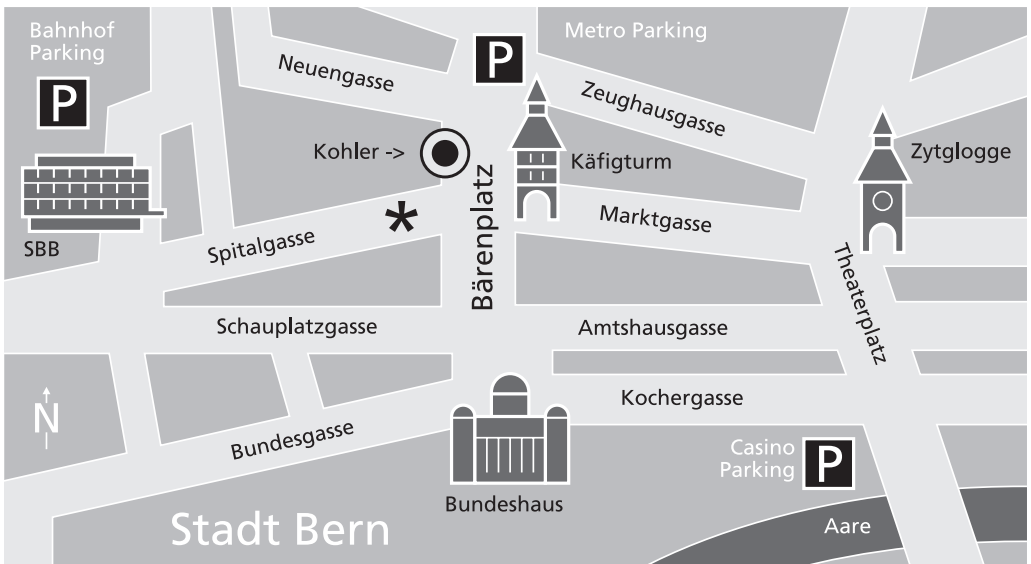 Bahnhof
Parking
P
Metro Parking
P
Neuengasse
Zeughausgasse
Kohler ->
Käfigturm
Zytglogge
Bärenplatz
Marktgasse
*
Spitalgasse
SBB
Theaterplatz
Schauplatzgasse
Amtshausgasse
N
Kochergasse
Bundesgasse
Casino
Parking
P
Bundeshaus
Stadt Bern
Aare